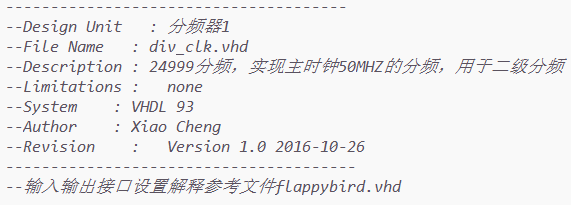 ------------------------------------
--Design Unit   : 分频器1
--File Name   : div_clk.vhd
--Description : 24999分频，实现主时钟50MHZ的分频，用于二级分频
--Limitations :   none
--System    : VHDL 93
--Author    : Xiao Cheng
--Revision    :   Version 1.0 2016-10-26
-------------------------------------
--输入输出接口设置解释参考文件flappybird.vhd